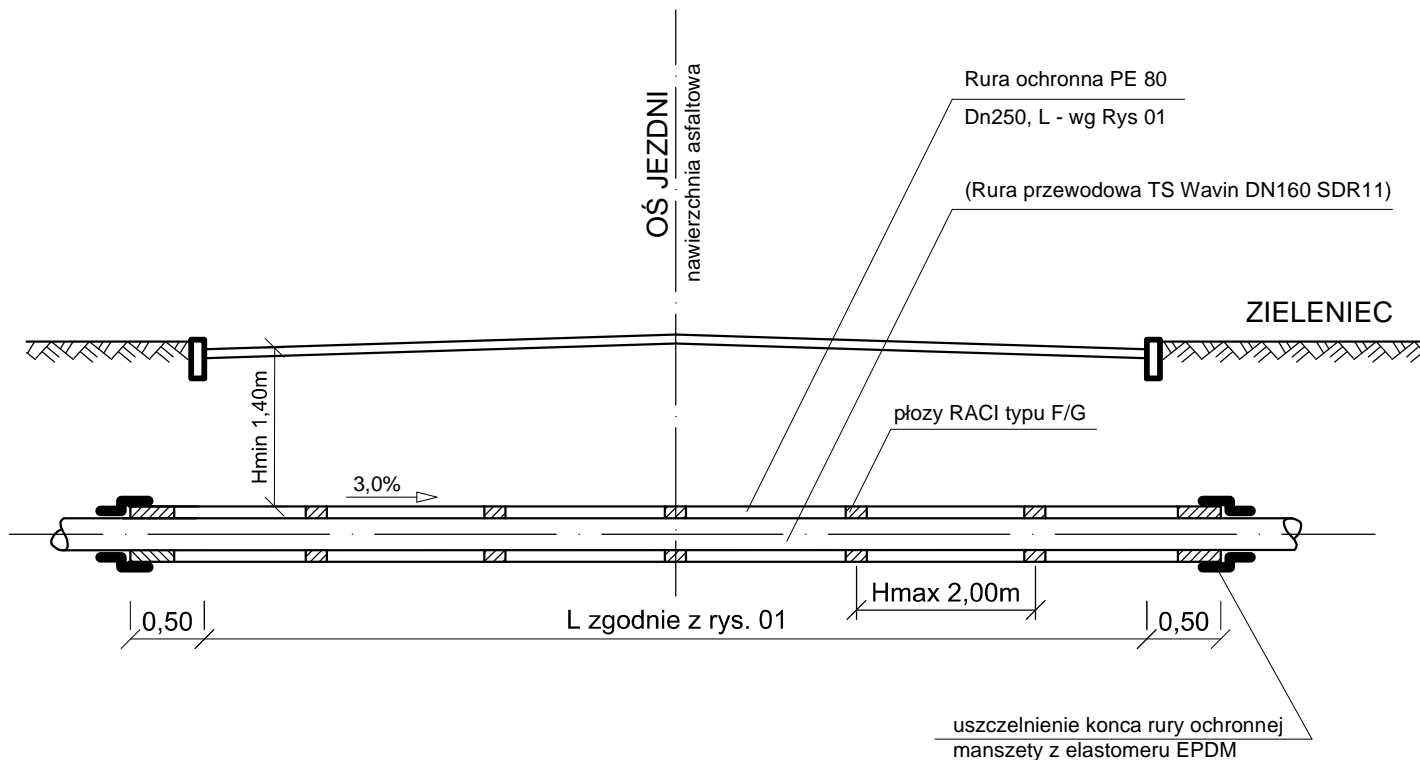 Rura ochronna PE 80
Dn250, L - wg Rys 01
OŚ JEZDNI
nawierzchnia asfaltowa
(Rura przewodowa TS Wavin DN160 SDR11)
ZIELENIEC
Hmin 1,40m
płozy RACI typu F/G
3,0%
Hmax 2,00m
0,50
L zgodnie z rys. 01
0,50
uszczelnienie konca rury ochronnej
manszety z elastomeru EPDM